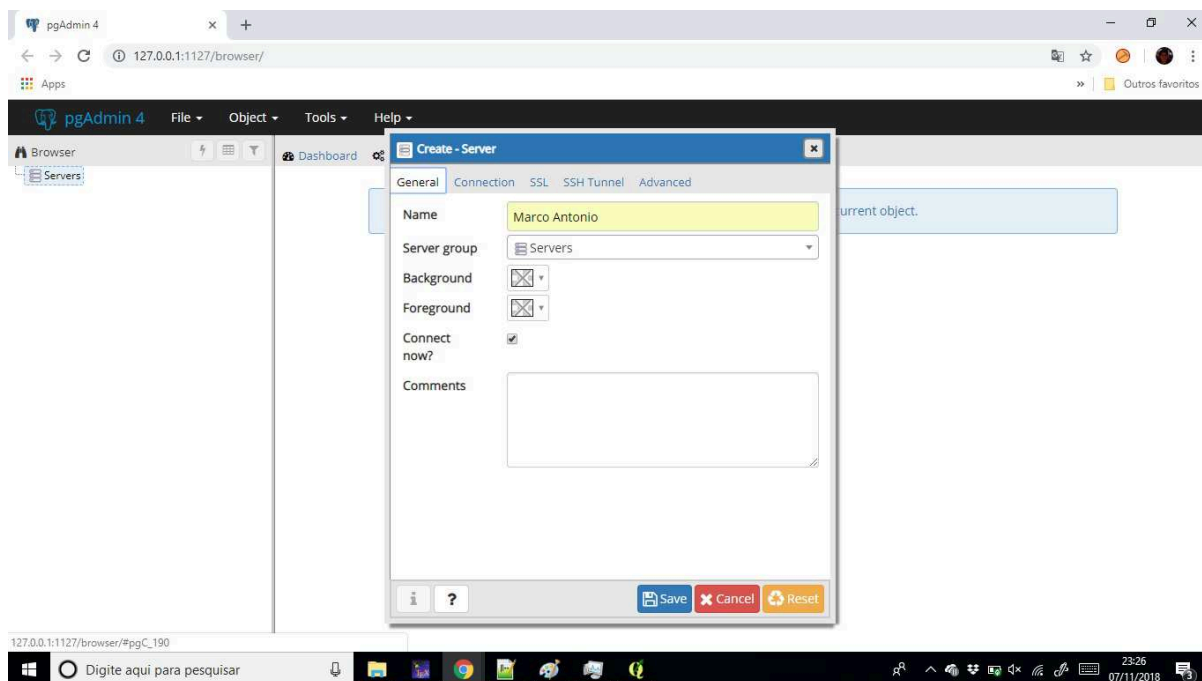 pgAdmin 4
127.0.0.1:1127/browser/
Apps
»
Outros favoritos
pgAdmin 4 File Object Tools Help
Browser
Servers
Dashboard
Create - Server
General Connection SSL SSH Tunnel Advanced
urrent object.
Name Marco Antonio
Server group Servers
Background
Foreground
Connect now?
Comments
i ? Save Cancel Reset
127.0.0.1:1127/browser/#pgC_190
Digite aqui para pesquisar
23:26
07/11/2018
3